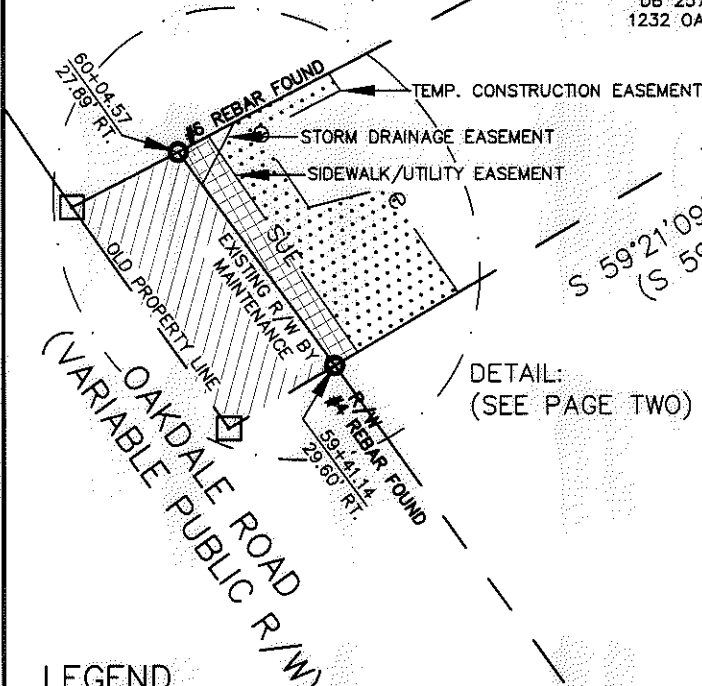 1232 OA
60+04.57
27.89' RT.
#6 REBAR FOUND
TEMP. CONSTRUCTION EASEMENT
STORM DRAINAGE EASEMENT
SIDEWALK/UTILITY EASEMENT
SUE
EXISTING R/W BY
MAINTENANCE
OLD PROPERTY LINE
S 59°21'09
(S 59
DETAIL:
(SEE PAGE TWO)
R/W
#4 REBAR FOUND
59+41.14
29.60' RT.
OAKDALE ROAD
(VARIABLE PUBLIC R/W)
LEGEND